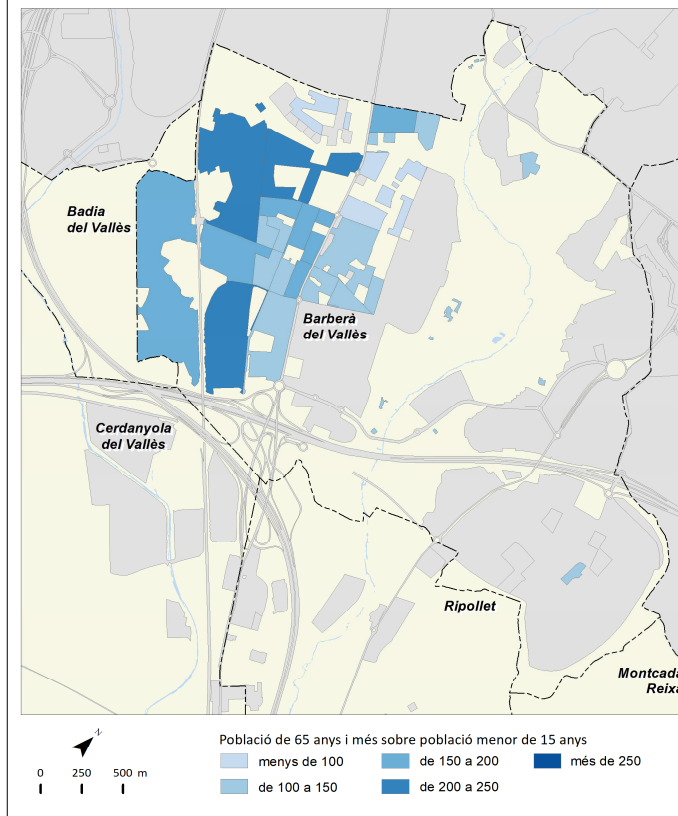 Badia
del Vallès
Barberà
del Vallès
Cerdanyola
del Vallès
Ripollet
Montcada
Reixa
N
0 250 500 m
Població de 65 anys i més sobre població menor de 15 anys
menys de 100
de 150 a 200
més de 250
de 100 a 150
de 200 a 250